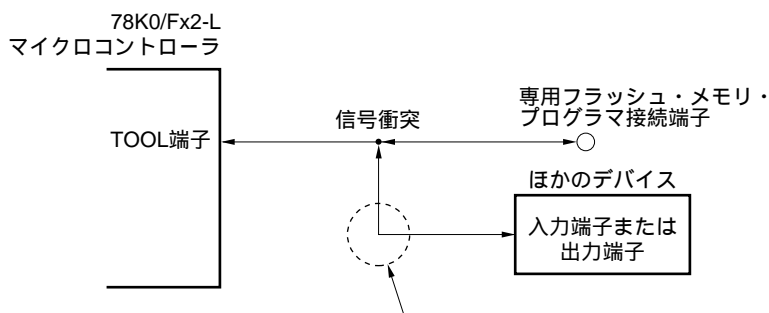 78K0/Fx2-L
マイクロコントローラ
TOOL端子
信号衝突
専用フラッシュ・メモリ・
プログラマ接続端子
ほかのデバイス
入力端子または
出力端子